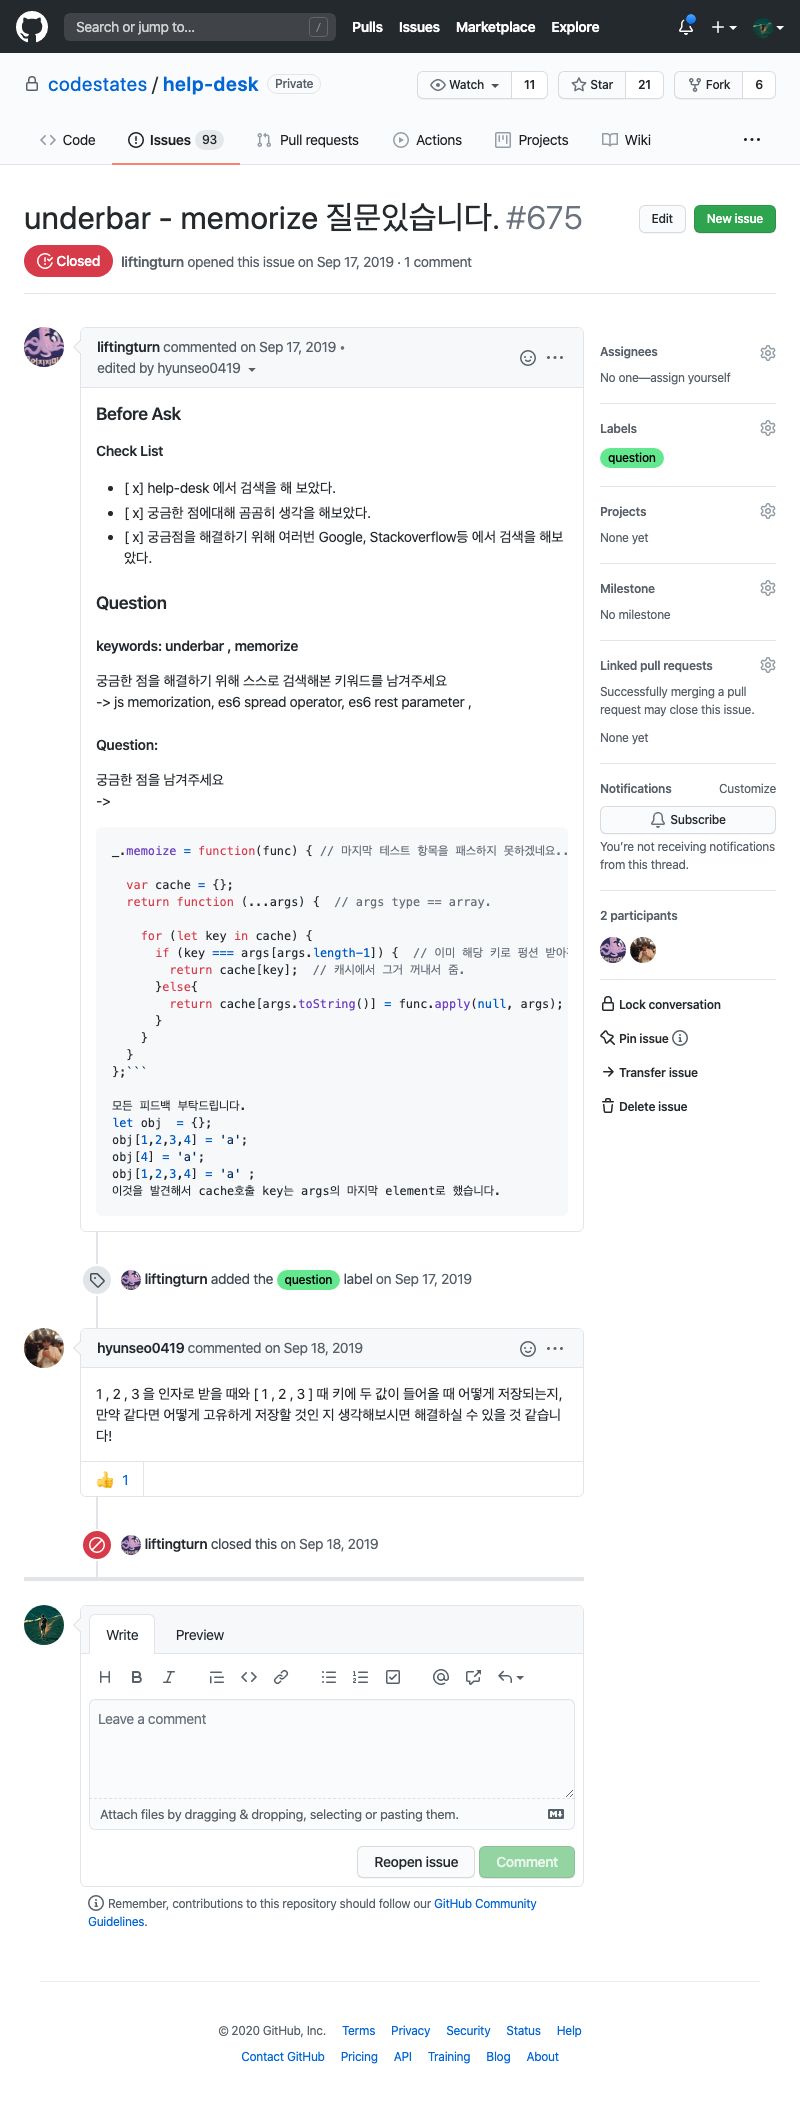 Search or jump to... /
Pulls Issues Marketplace Explore
codestates / help-desk Private
Watch 11 Star 21 Fork 6
Code Issues 93 Pull requests Actions Projects Wiki ...
underbar - memorize 질문있습니다. #675
Edit New issue
Closed liftingturn opened this issue on Sep 17, 2019 · 1 comment
liftingturn commented on Sep 17, 2019 •
edited by hyunseo0419
Before Ask
Check List
• [ x] help-desk 에서 검색을 해 보았다.
• [ x] 궁금한 점에대해 곰곰히 생각을 해보았다.
• [ x] 궁금점을 해결하기 위해 여러번 Google, Stackoverflow등 에서 검색을 해보
았다.
Question
keywords: underbar , memorize
궁금한 점을 해결하기 위해 스스로 검색해본 키워드를 남겨주세요
-> js memorization, es6 spread operator, es6 rest parameter ,
Question:
궁금한 점을 남겨주세요
->
_.memoize = function(func) { // 마지막 테스트 항목을 패스하지 못하겠네요..
var cache = {};
return function (...args) { // args type == array.
for (let key in cache) {
if (key === args[args.length-1]) { // 이미 해당 키로 펑션 받아
return cache[key]; // 캐시에서 그거 꺼내서 줌.
}else{
return cache[args.toString()] = func.apply(null, args);
}
}
}
};```
모든 피드백 부탁드립니다.
let obj = {};
obj[1,2,3,4] = 'a';
obj[4] = 'a';
obj[1,2,3,4] = 'a' ;
이것을 발견해서 cache호출 key는 args의 마지막 element로 했습니다.
liftingturn added the question label on Sep 17, 2019
hyunseo0419 commented on Sep 18, 2019
1 , 2 , 3 을 인자로 받을 때와 [ 1 , 2 , 3 ] 때 키에 두 값이 들어올 때 어떻게 저장되는지,
만약 같다면 어떻게 고유하게 저장할 것인 지 생각해보시면 해결하실 수 있을 것 같습니
다!
👍 1
liftingturn closed this on Sep 18, 2019
Write Preview
Leave a comment
Attach files by dragging & dropping, selecting or pasting them.
Reopen issue Comment
Remember, contributions to this repository should follow our GitHub Community
Guidelines.
Assignees
No one—assign yourself
Labels
question
Projects
None yet
Milestone
No milestone
Linked pull requests
Successfully merging a pull
request may close this issue.
None yet
Notifications Customize
Subscribe
You're not receiving notifications
from this thread.
2 participants
Lock conversation
Pin issue
Transfer issue
Delete issue
© 2020 GitHub, Inc. Terms Privacy Security Status Help
Contact GitHub Pricing API Training Blog About